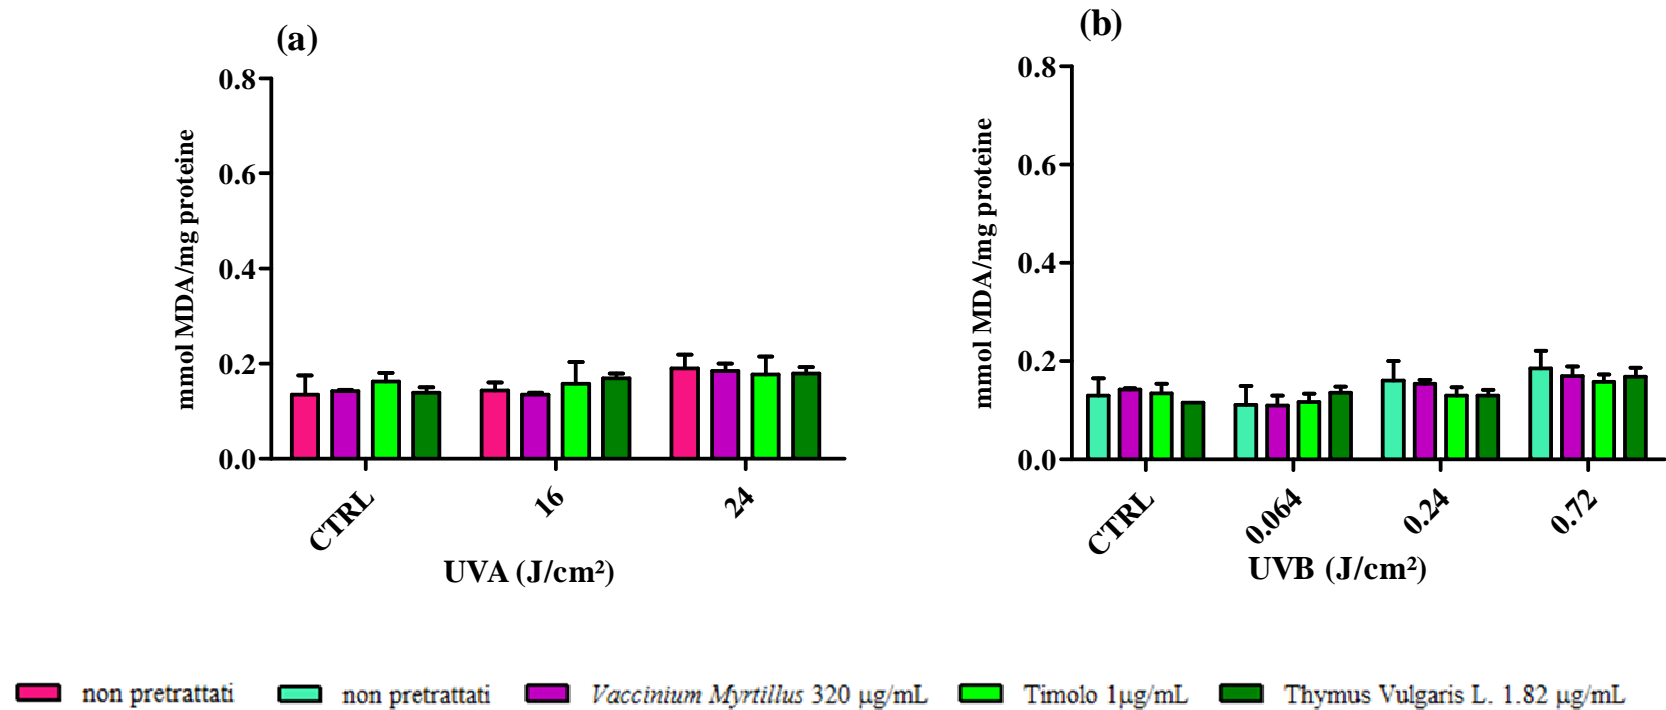 (a)
mmol MDA/mg proteine
0.8
0.6
0.4
0.2
0.0
CTRL
16
24
UVA (J/cm²)
(b)
mmol MDA/mg proteine
0.8
0.6
0.4
0.2
0.0
CTRL
0.064
0.24
0.72
UVB (J/cm²)
non pretrattati
non pretrattati
Vaccinium Myrtillus 320 µg/mL
Timolo 1µg/mL
Thymus Vulgaris L. 1.82 µg/mL